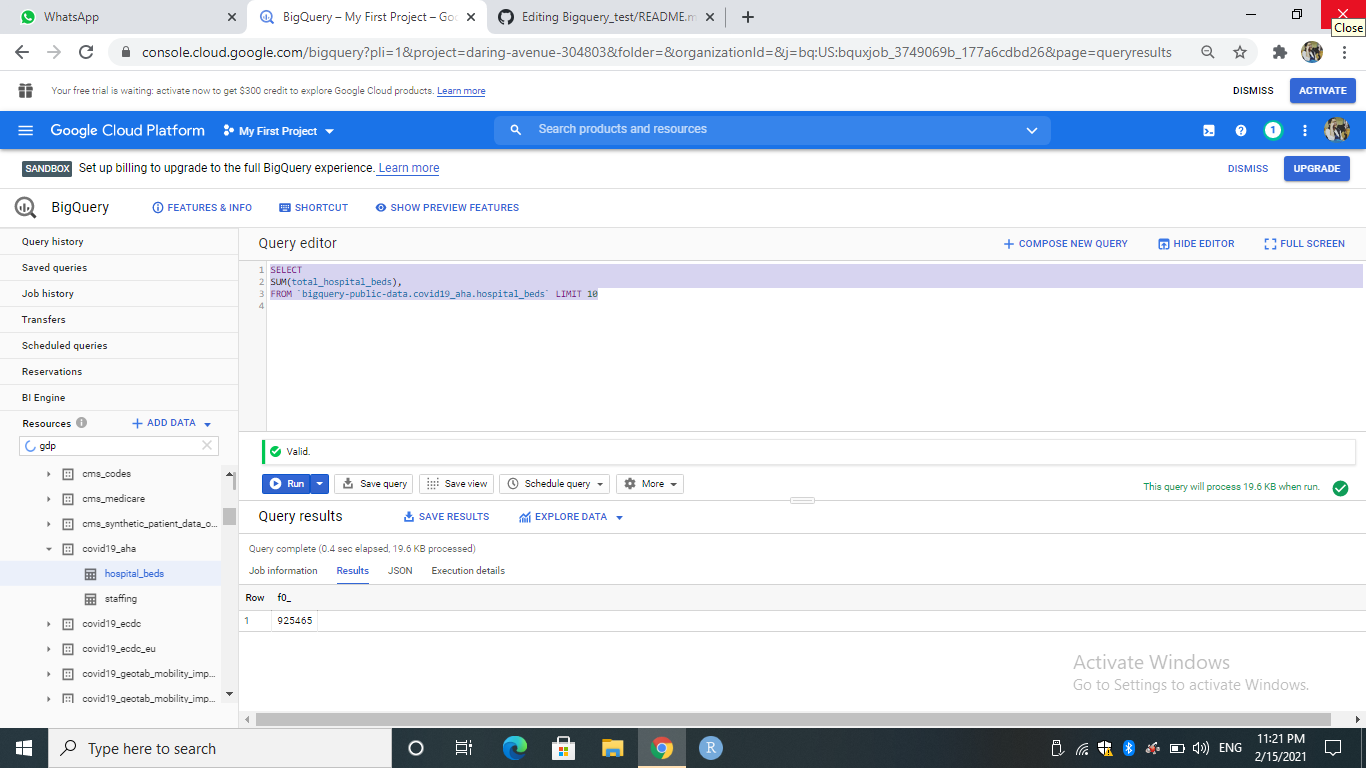 WhatsApp
BigQuery – My First Project – Goo
Editing Bigquery_test/README.m
Close
console.cloud.google.com/bigquery?pli=1&project=daring-avenue-304803&folder=&organizationId=&j=bq:US:bquxjob_3749069b_177a6cdbd26&page=queryresults
Your free trial is waiting: activate now to get $300 credit to explore Google Cloud products. Learn more
DISMISS
ACTIVATE
Google Cloud Platform
My First Project
Search products and resources
1
SANDBOX Set up billing to upgrade to the full BigQuery experience. Learn more
DISMISS
UPGRADE
BigQuery
FEATURES & INFO
SHORTCUT
SHOW PREVIEW FEATURES
Query history
Saved queries
Job history
Transfers
Scheduled queries
Reservations
BI Engine
Resources
ADD DATA
gdp
cms_codes
cms_medicare
cms_synthetic_patient_data_o...
covid19_aha
hospital_beds
staffing
covid19_ecdc
covid19_ecdc_eu
covid19_geotab_mobility_imp...
covid19_geotab_mobility_imp...
Query editor
COMPOSE NEW QUERY
HIDE EDITOR
FULL SCREEN
1 SELECT
2 SUM(total_hospital_beds),
3 FROM `bigquery-public-data.covid19_aha.hospital_beds` LIMIT 10
4
Valid.
Run
Save query
Save view
Schedule query
More
This query will process 19.6 KB when run.
Query results
SAVE RESULTS
EXPLORE DATA
Query complete (0.4 sec elapsed, 19.6 KB processed)
Job information
Results
JSON
Execution details
Row f0_
1 925465
Activate Windows
Go to Settings to activate Windows.
Type here to search
R
ENG
11:21 PM
2/15/2021